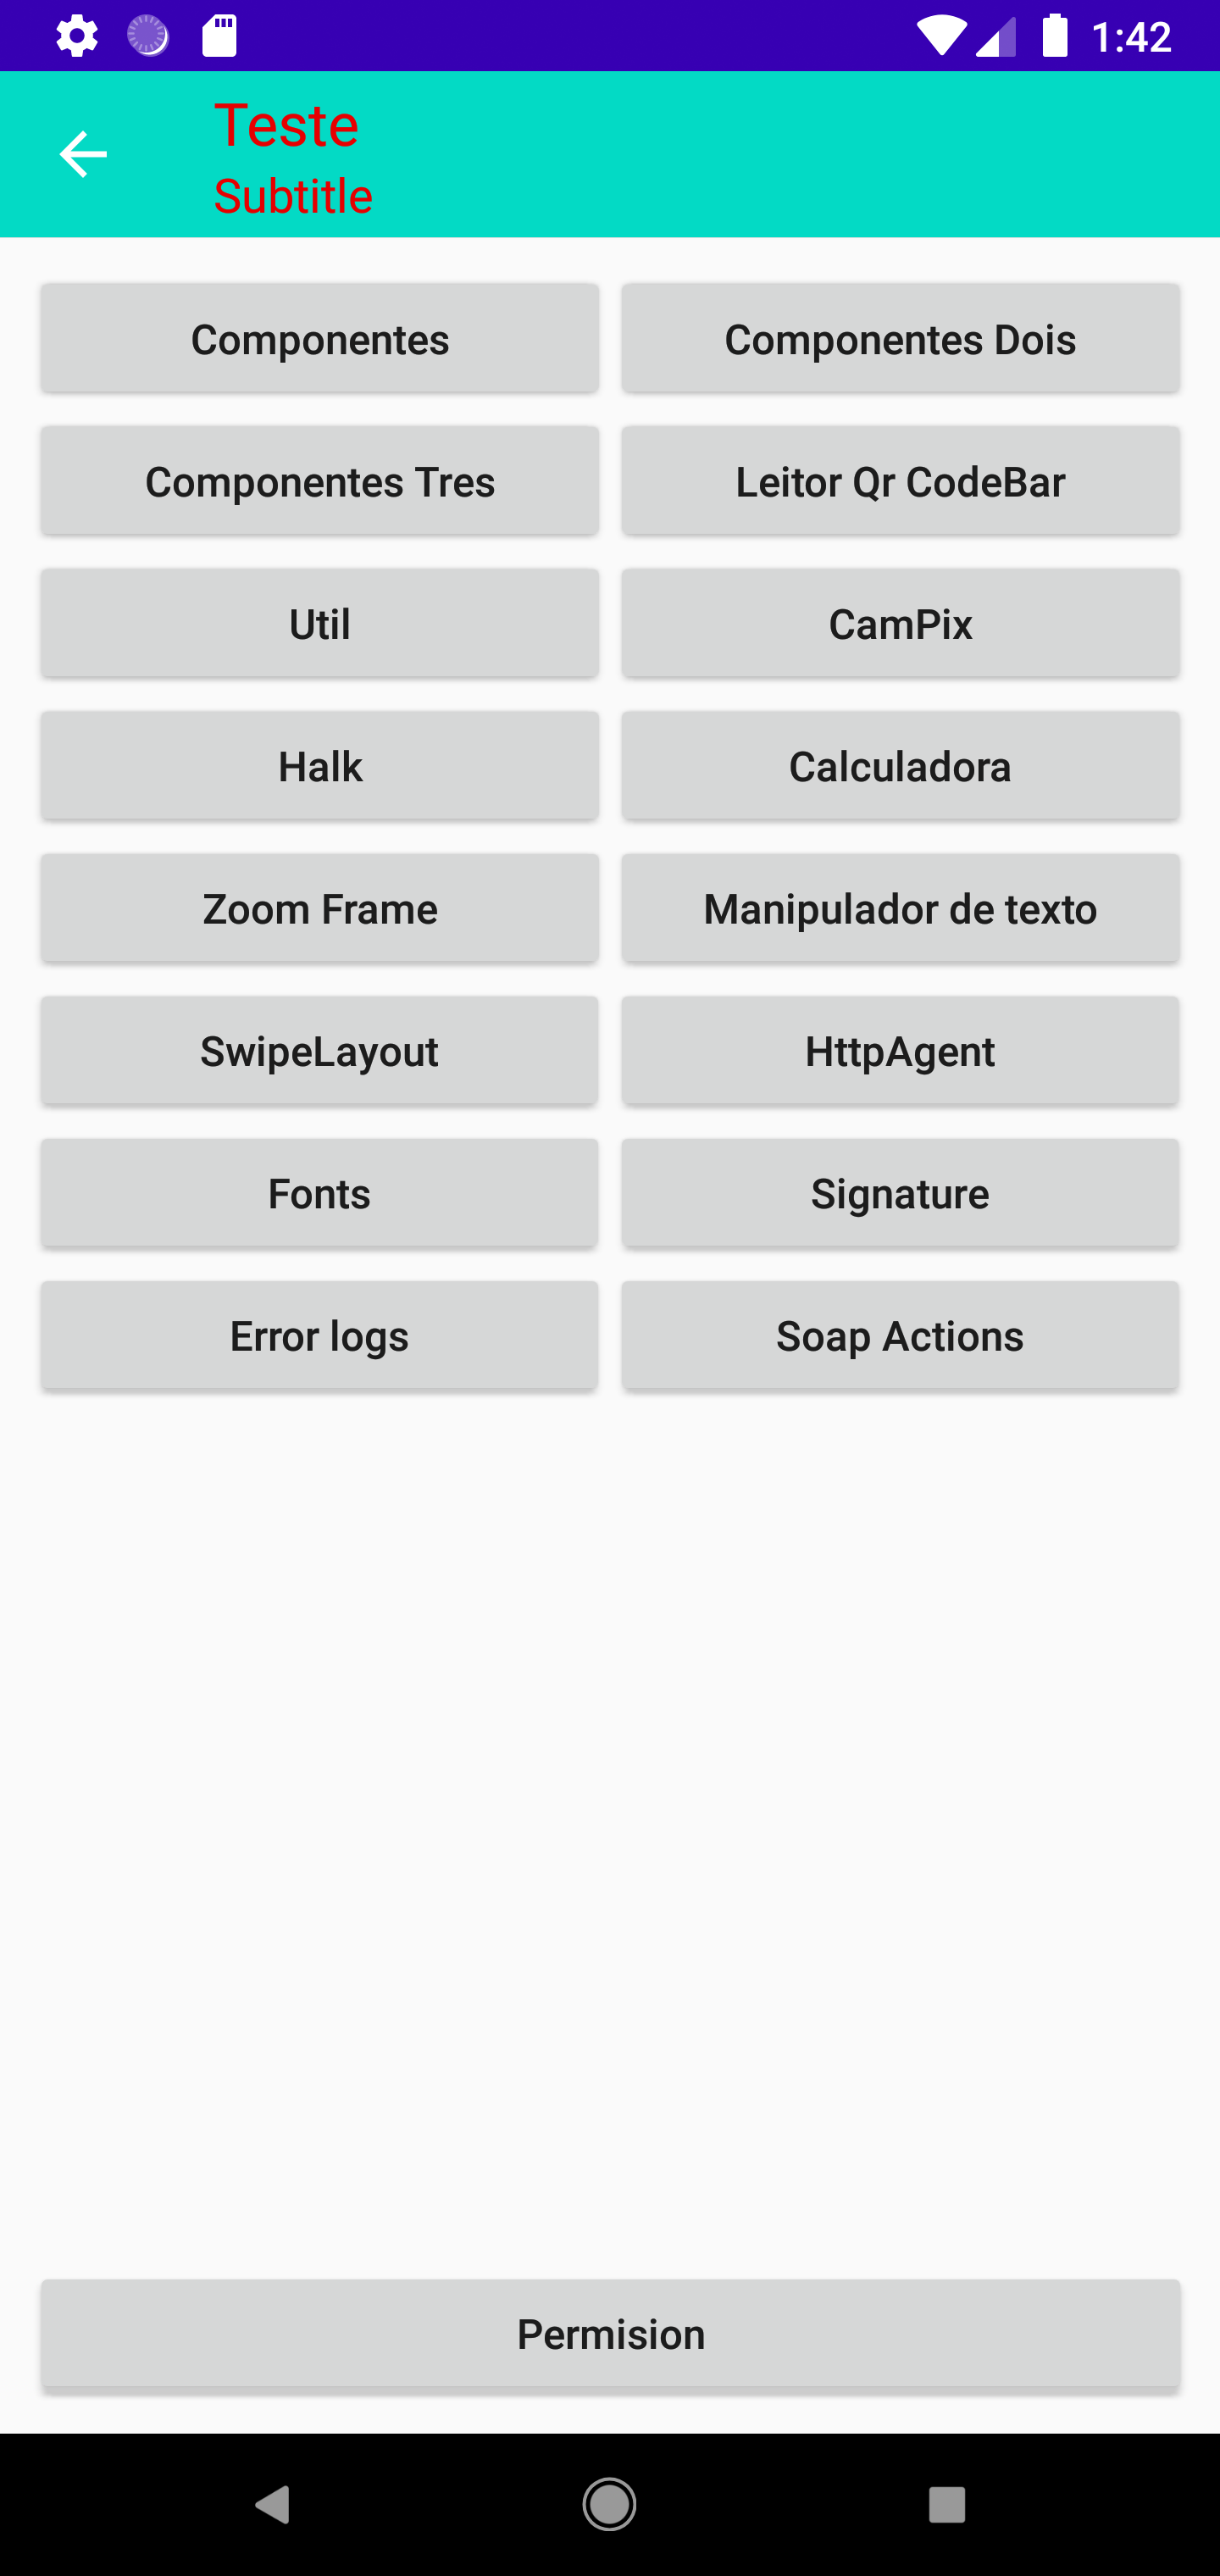 1:42
Teste
Subtitle
Componentes
Componentes Dois
Componentes Tres
Leitor Qr CodeBar
Util
CamPix
Halk
Calculadora
Zoom Frame
Manipulador de texto
SwipeLayout
HttpAgent
Fonts
Signature
Error logs
Soap Actions
Permision